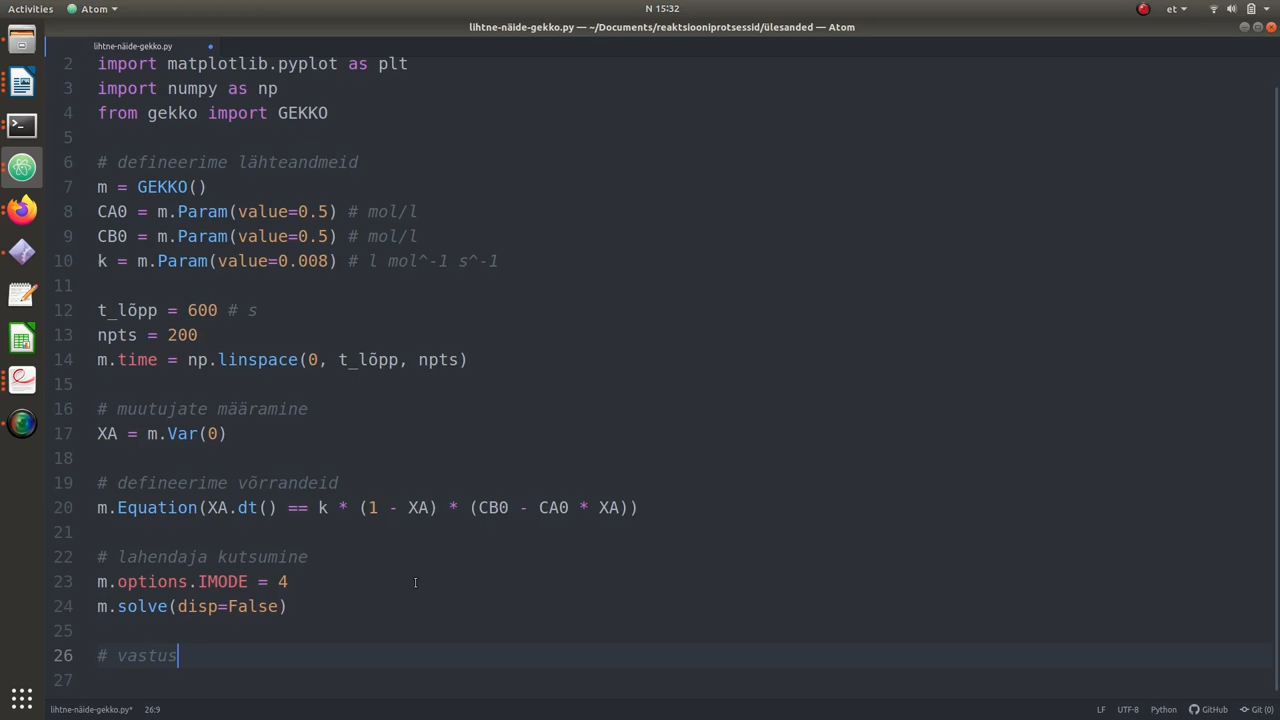 Activities Atom N 15:32 et
lihtne-näide-gekko.py — ~/Documents/reaktsiooniprotsessid/ülesanded — Atom
lihtne-näide-gekko.py
2 import matplotlib.pyplot as plt
3 import numpy as np
4 from gekko import GEKKO
5
6 # defineerime lähteandmeid
7 m = GEKKO()
8 CA0 = m.Param(value=0.5) # mol/l
9 CB0 = m.Param(value=0.5) # mol/l
10 k = m.Param(value=0.008) # l mol^-1 s^-1
11
12 t_lõpp = 600 # s
13 npts = 200
14 m.time = np.linspace(0, t_lõpp, npts)
15
16 # muutujate määramine
17 XA = m.Var(0)
18
19 # defineerime võrrandeid
20 m.Equation(XA.dt() == k * (1 - XA) * (CB0 - CA0 * XA))
21
22 # lahendaja kutsumine
23 m.options.IMODE = 4
24 m.solve(disp=False)
25
26 # vastus
27
lihtne-näide-gekko.py* 26:9 LF UTF-8 Python GitHub Git (0)